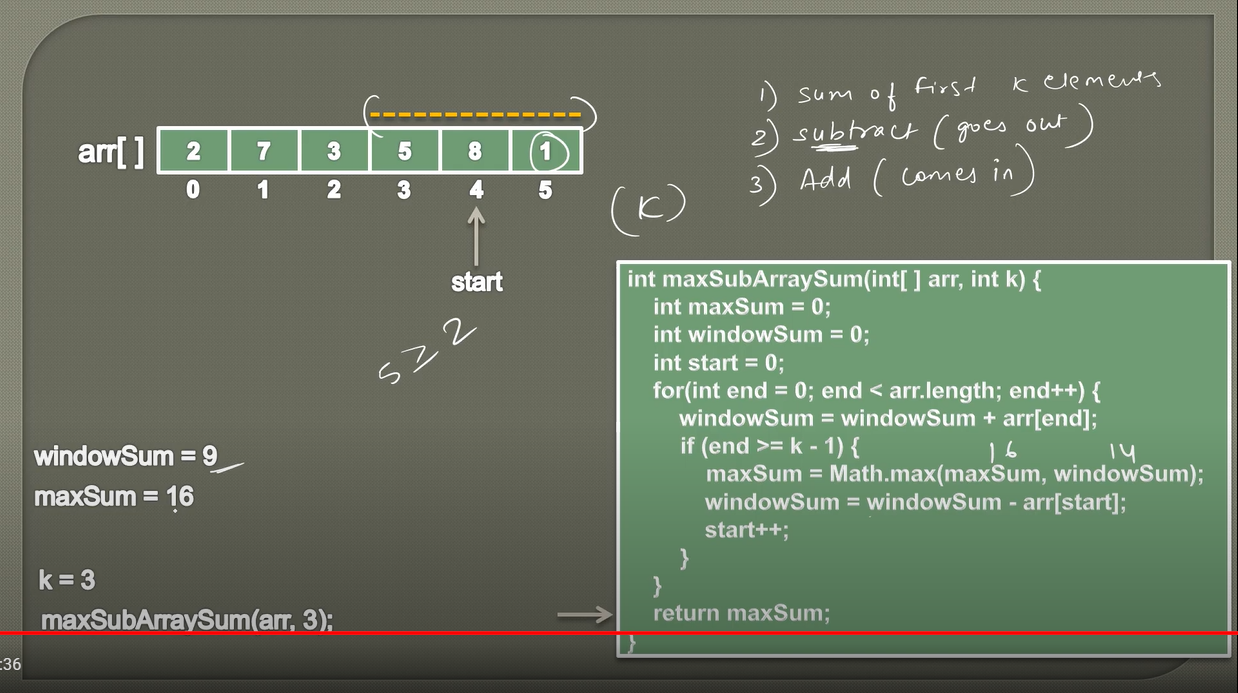 1) sum of first k elements
2) subtract (goes out)
3) Add (comes in)
arr[ ] 2 7 3 5 8 1
0 1 2 3 4 5
(K)
start
5 ≥ 2
int maxSubArraySum(int[ ] arr, int k) {
int maxSum = 0;
int windowSum = 0;
int start = 0;
for(int end = 0; end < arr.length; end++) {
windowSum = windowSum + arr[end];
if (end >= k - 1) {
16 14
maxSum = Math.max(maxSum, windowSum);
windowSum = windowSum - arr[start];
start++;
}
}
return maxSum;
}
windowSum = 9
maxSum = 16
k = 3
maxSubArraySum(arr, 3);
:36